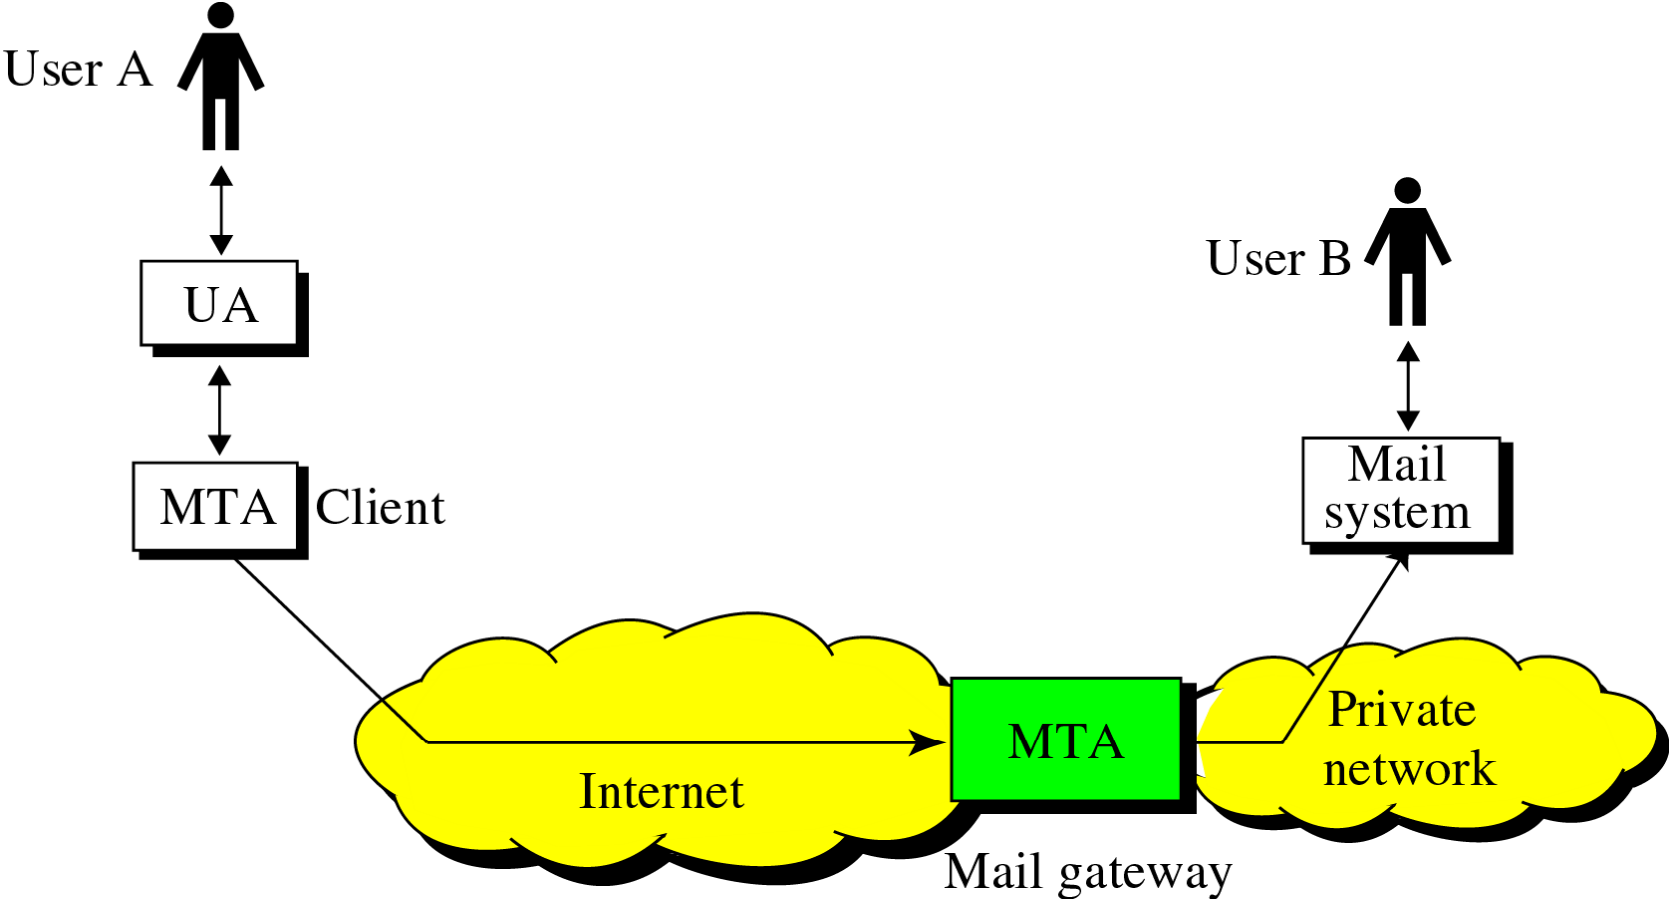 User A
User B
UA
MTA
Client
Mail
system
MTA
Internet
Private
network
Mail gateway